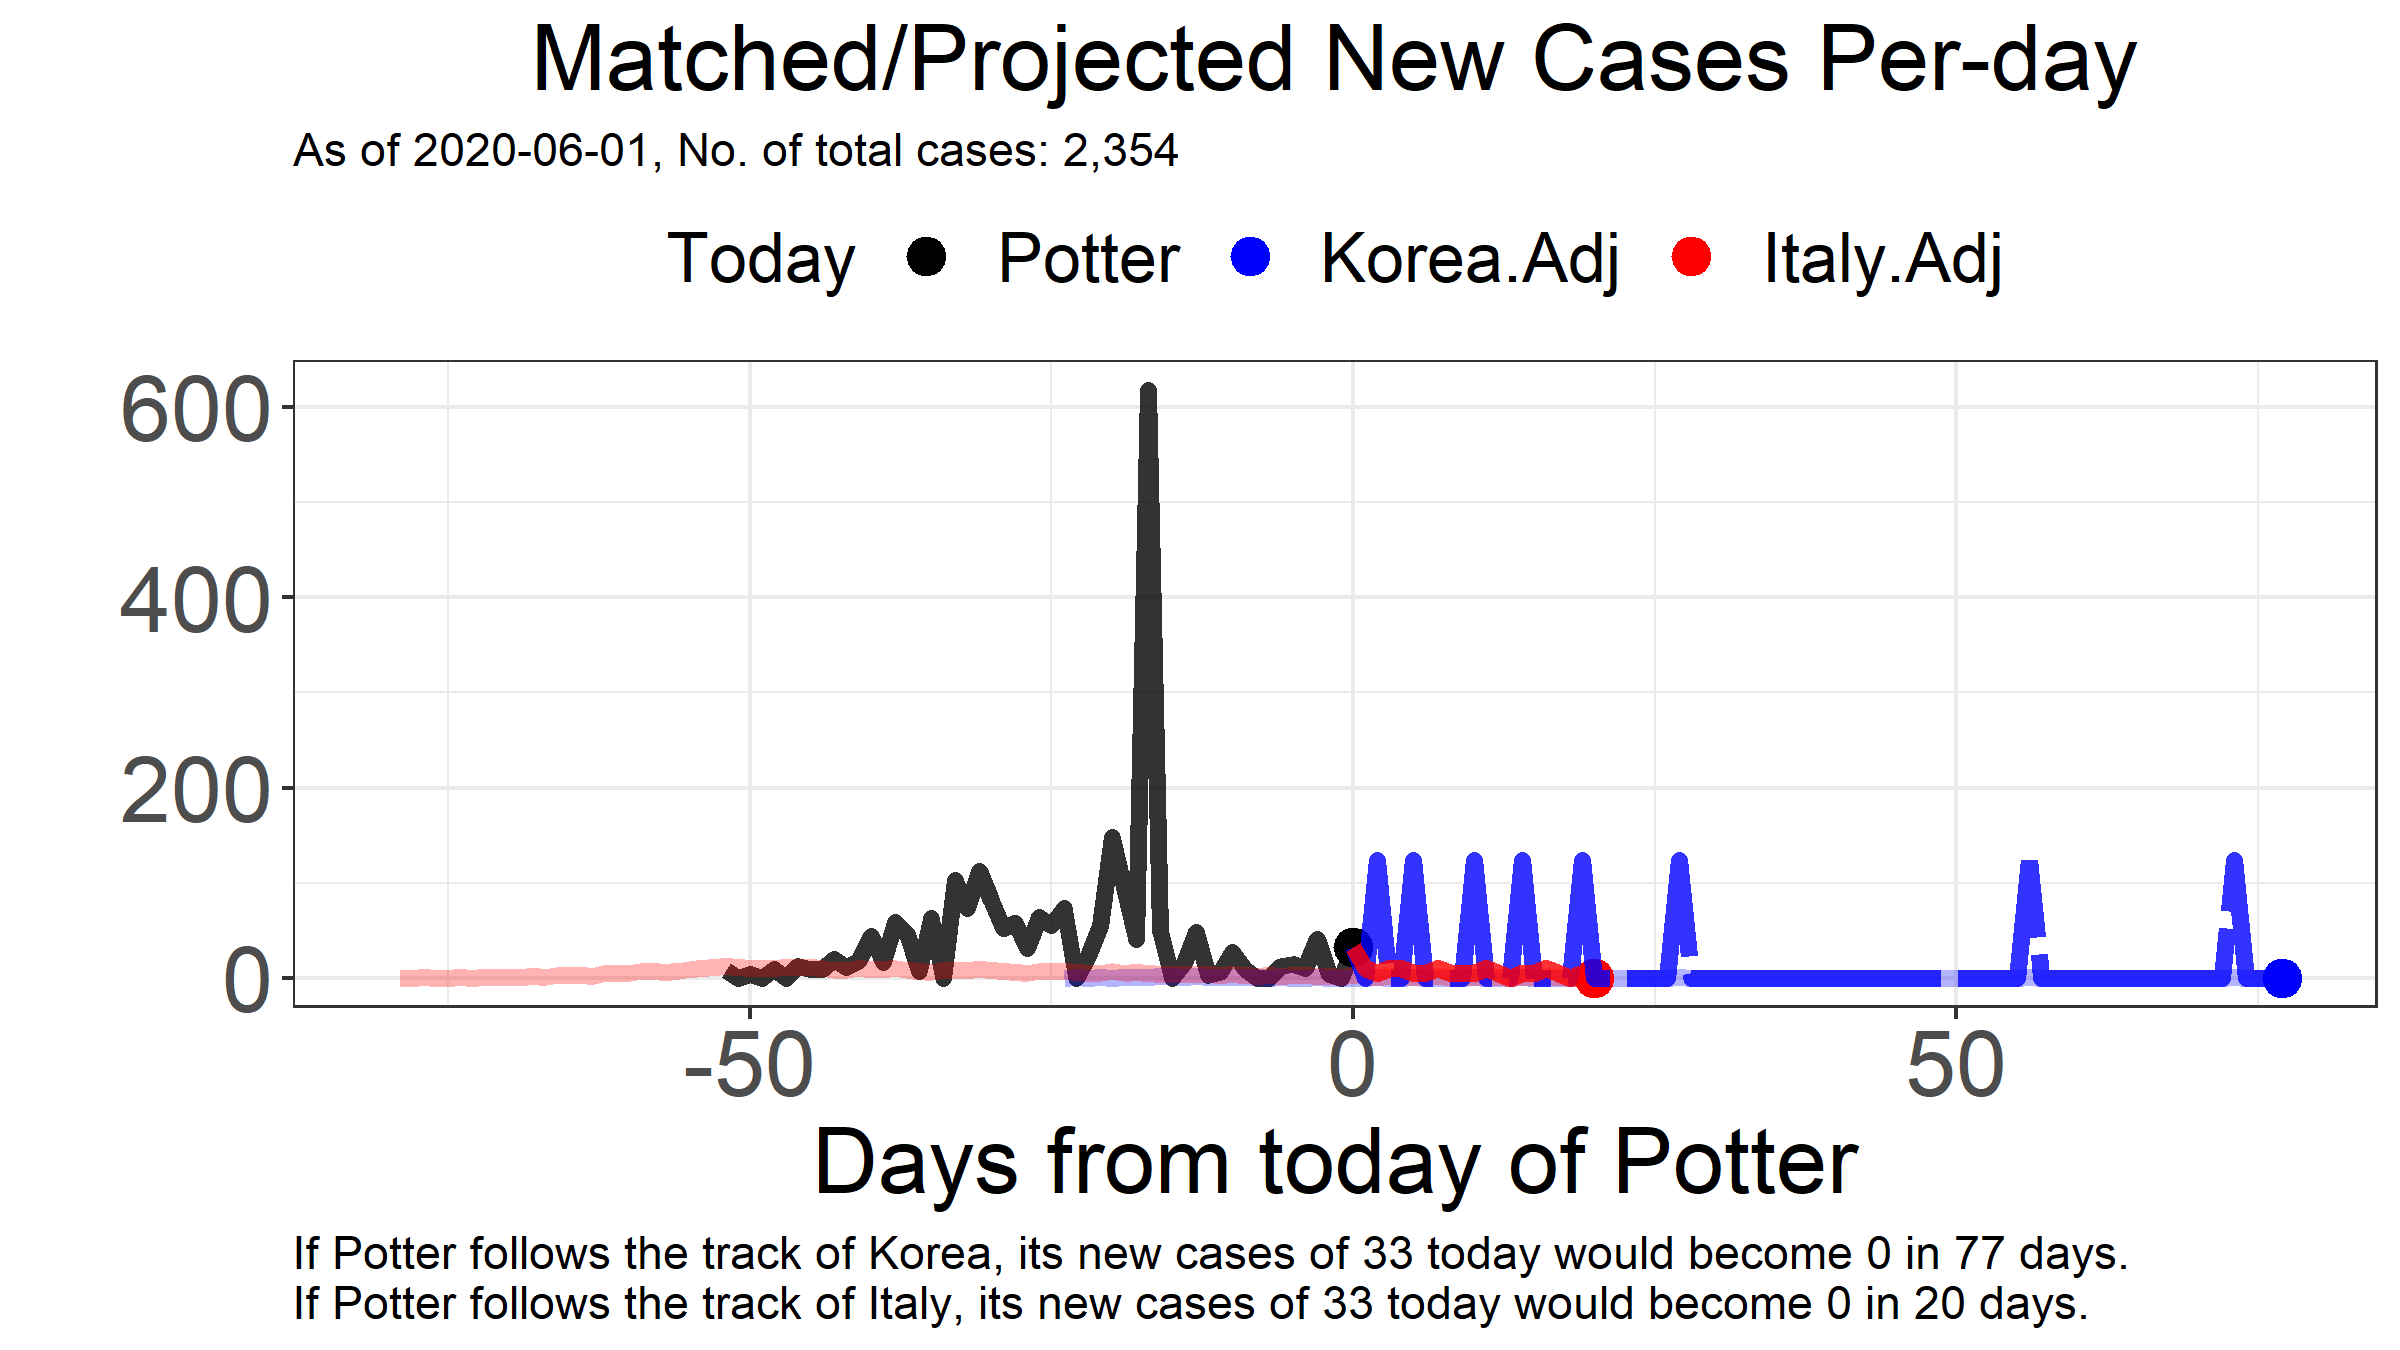 Matched/Projected New Cases Per-day
As of 2020-06-01, No. of total cases: 2,354
Today Potter Korea.Adj Italy.Adj
600
400
200
0
-50 0 50
Days from today of Potter
If Potter follows the track of Korea, its new cases of 33 today would become 0 in 77 days.
If Potter follows the track of Italy, its new cases of 33 today would become 0 in 20 days.